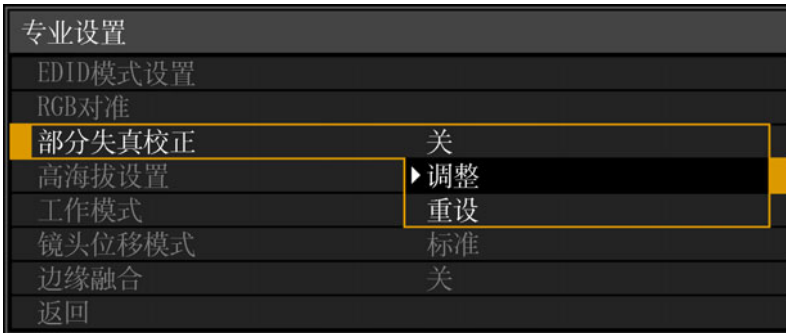 专业设置
EDID模式设置
RGB对准
部分失真校正 关
高海拔设置 调整
工作模式 重设
镜头位移模式 标准
边缘融合 关
返回